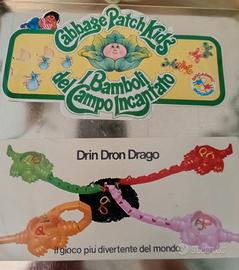 Cabbage Patch Kids
I Bamboli
del Campo Incantato
Drin Dron Drago
il gioco più divertente del mondo